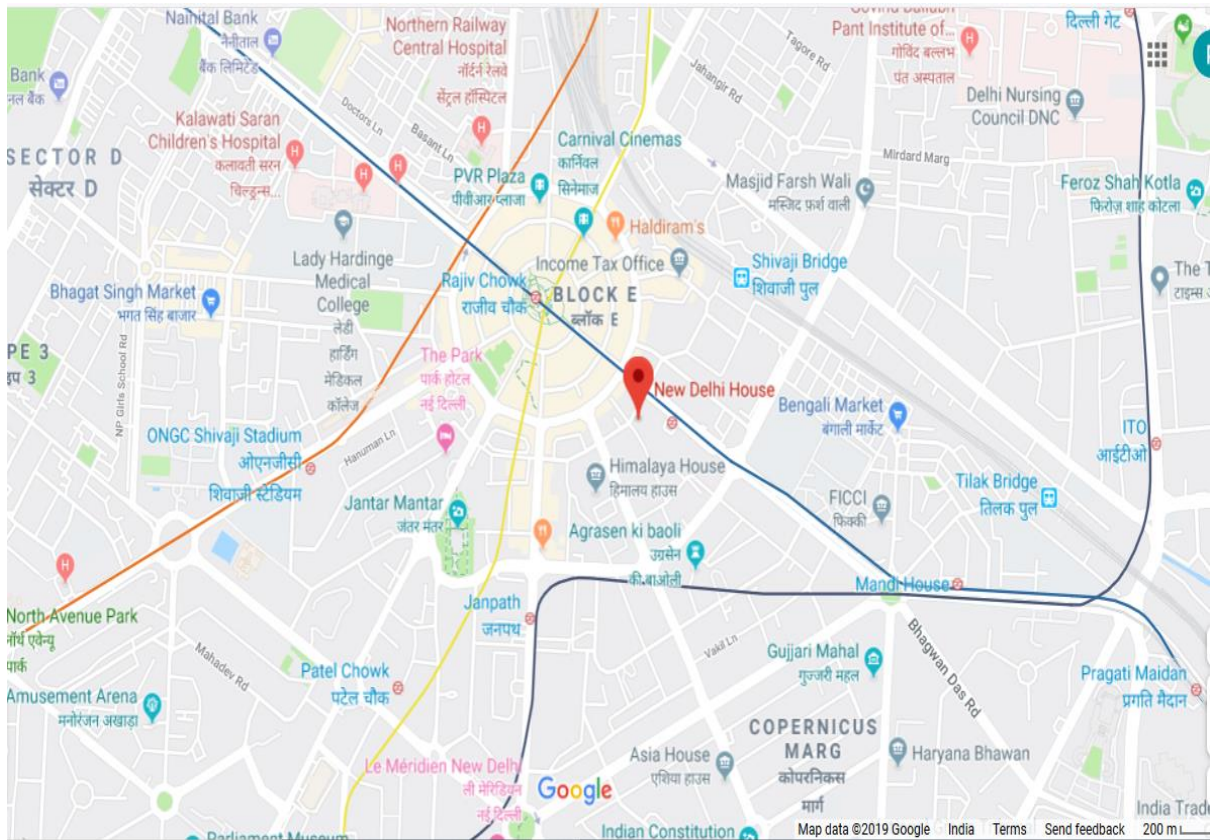 Nainital Bank
नैनीताल
बैंक लिमिटेड
Northern Railway
Central Hospital
नॉर्दर्न रेलवे
सेंट्रल हॉस्पिटल
Pant Institute of...
गोविंद बल्लभ
पंत अस्पताल
दिल्ली गेट
Bank
Tagore Rd
Jahangir Rd
Doctors Ln
Basant Ln
Delhi Nursing
Council DNC
Kalawati Saran
Children's Hospital
कलावती सरन
चिल्ड्रन्स...
Carnival Cinemas
कार्निवल
सिनेमाज
Mirdard Marg
SECTOR D
सेक्टर D
PVR Plaza
पीवीआर प्लाजा
Masjid Farsh Wali
मस्जिद फ़र्श वाली
Feroz Shah Kotla
फिरोज़ शाह कोटला
Haldiram's
Lady Hardinge
Medical
College
लेडी
हार्डिंग
मेडिकल
कॉलेज
Income Tax Office
Shivaji Bridge
शिवाजी पुल
The T
टाइम्स
Rajiv Chowk
राजीव चौक
BLOCK E
ब्लॉक E
Bhagat Singh Market
भगत सिंह बाजार
PE 3
इप 3
NP Girls School Rd
The Park
पार्क होटल
नई दिल्ली
New Delhi House
Bengali Market
बंगाली मार्केट
ITO
आईटीओ
ONGC Shivaji Stadium
ओएनजीसी
शिवाजी स्टेडियम
Hanuman Ln
Himalaya House
हिमालय हाउस
Tilak Bridge
तिलक पुल
FICCI
फिक्की
Jantar Mantar
जंतर मंतर
Agrasen ki baoli
उग्रसेन
की बाओली
Mandi House
Janpath
जनपथ
North Avenue Park
नॉर्थ एवेन्यू
पार्क
Mahadev Rd
Vakil Ln
Bhagwan Das Rd
Gujjari Mahal
गुज्जरी महल
Patel Chowk
पटेल चौक
Pragati Maidan
प्रगति मैदान
Amusement Arena
मनोरंजन अखाड़ा
COPERNICUS
MARG
कोपरनिकस
मार्ग
Asia House
एशिया हाउस
Haryana Bhawan
Le Méridien New Delhi
ली मेरिडियन
नई दिल्ली
Google
India Trade
Parliament Museum
Indian Constitution
Map data ©2019 Google India Terms Send feedback 200 m